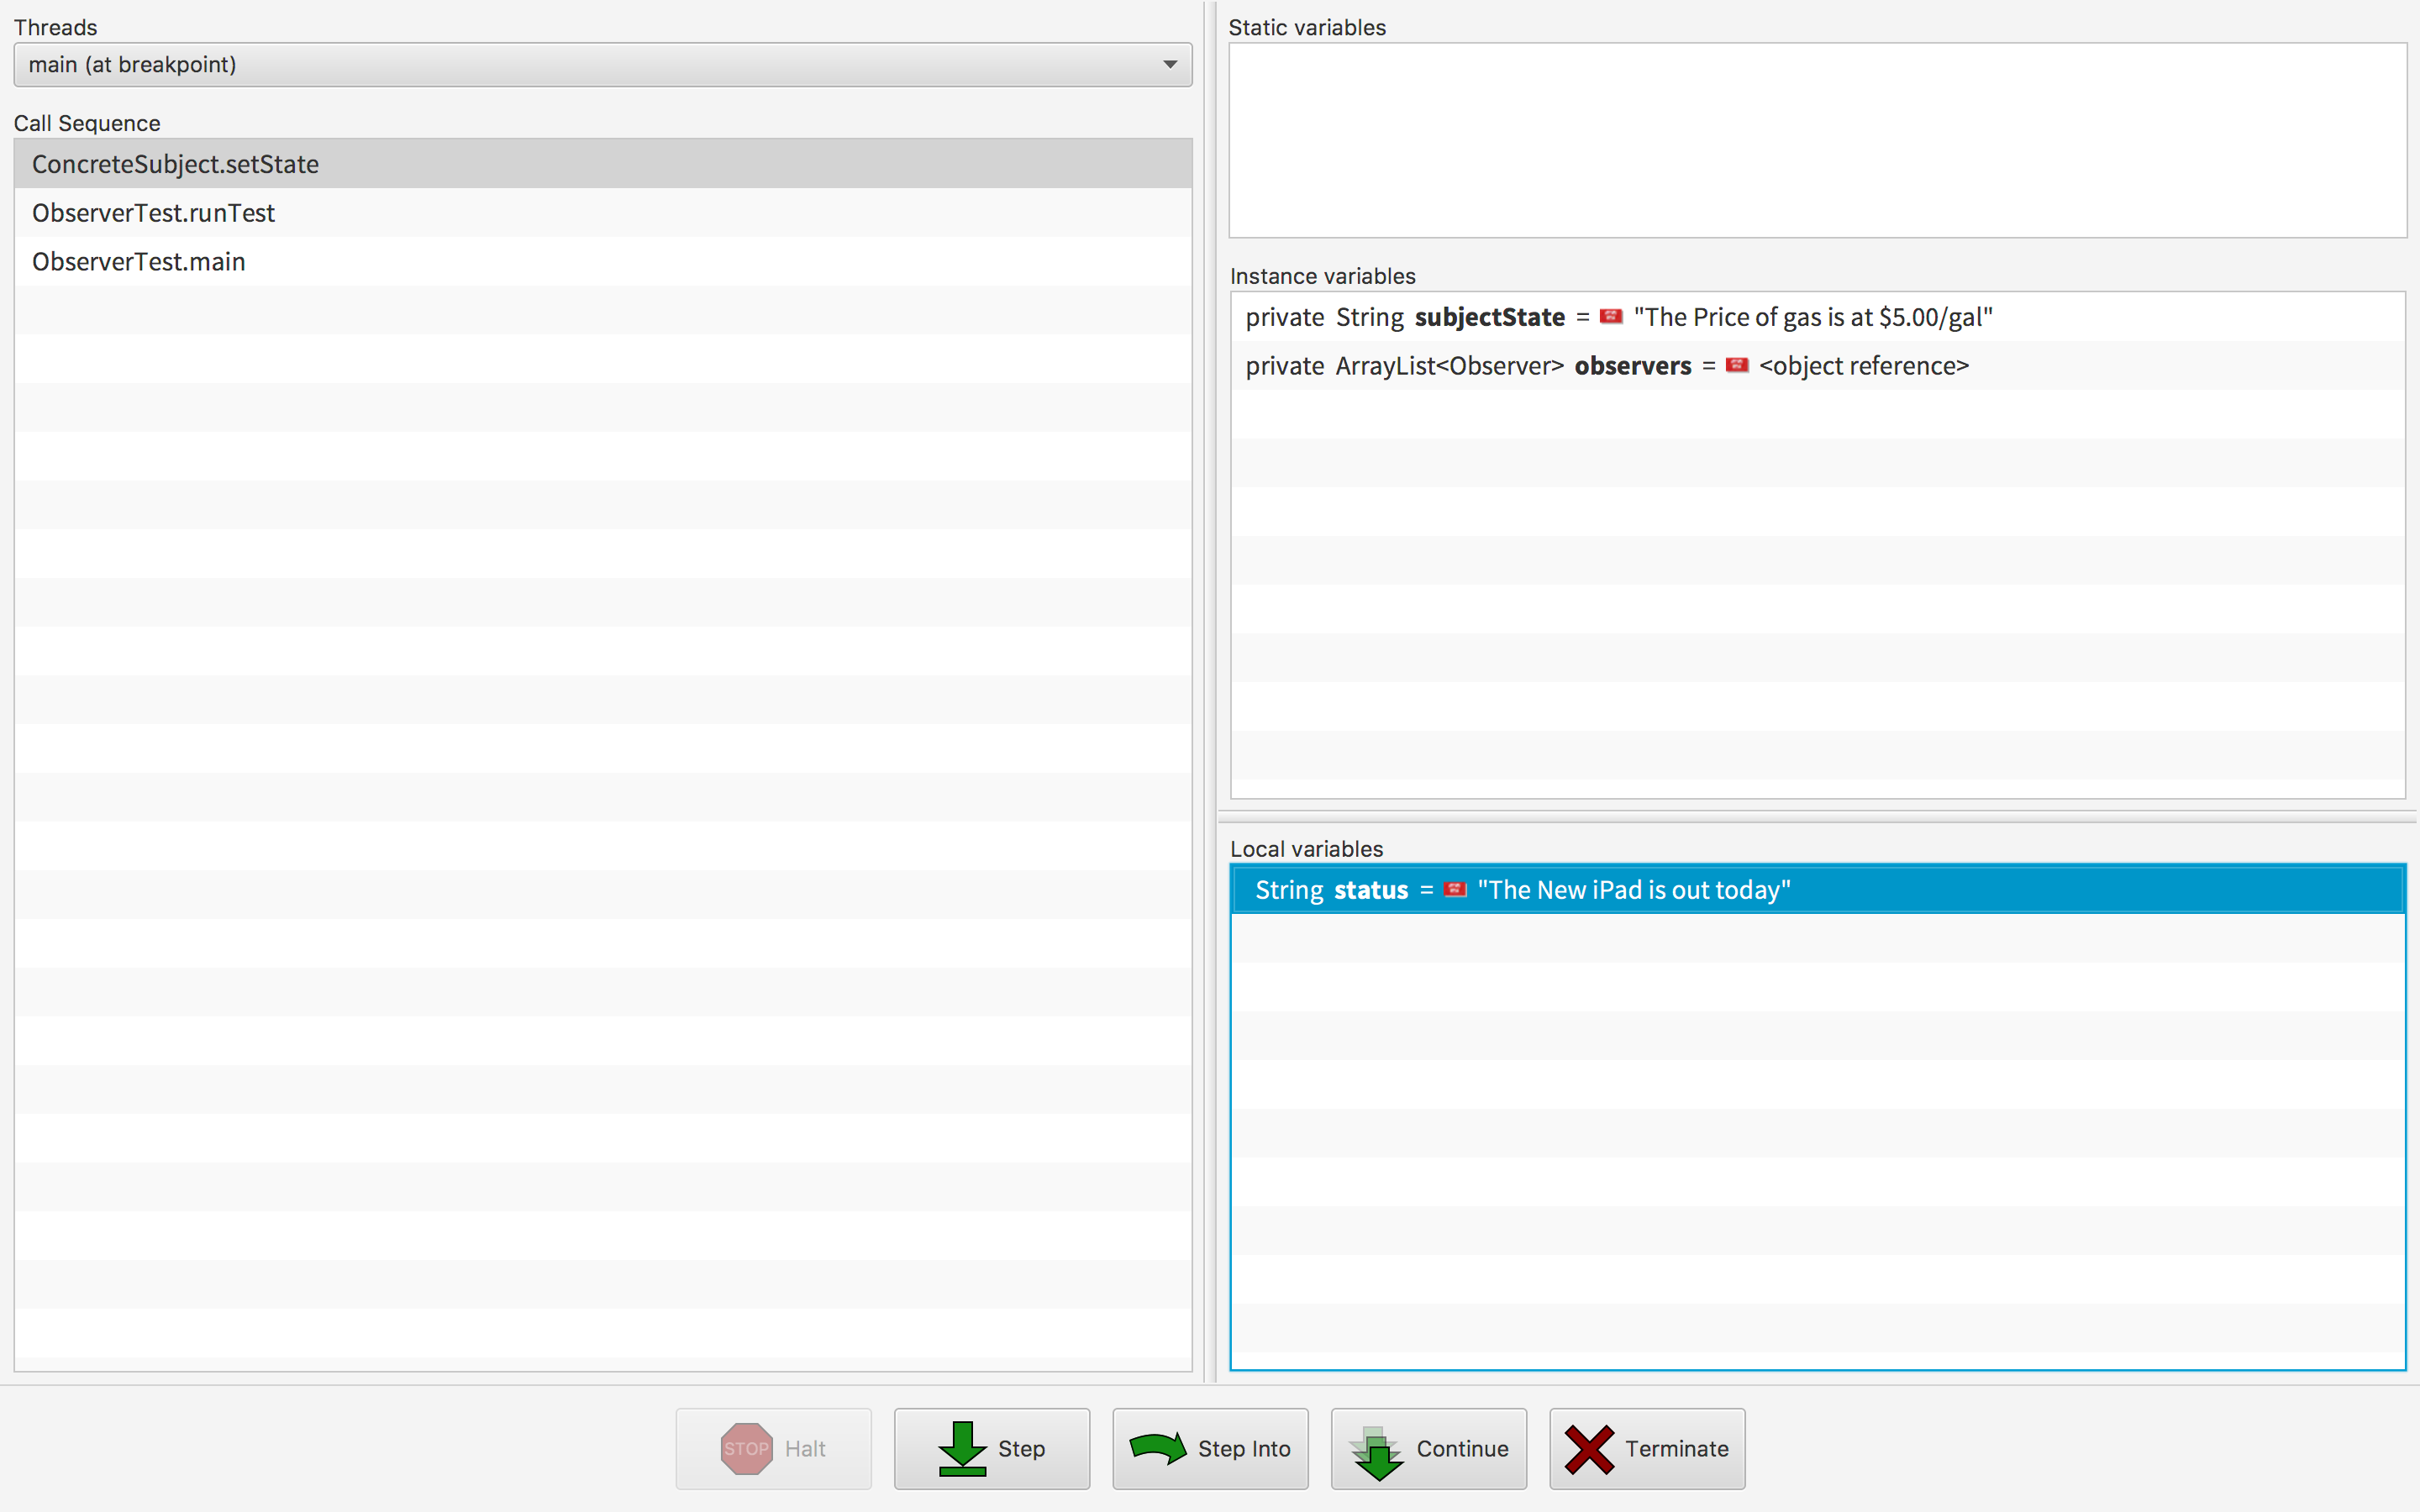 Threads
main (at breakpoint)
Call Sequence
ConcreteSubject.setState
ObserverTest.runTest
ObserverTest.main
Static variables
Instance variables
private String subjectState = "The Price of gas is at $5.00/gal"
private ArrayList<Observer> observers = <object reference>
Local variables
String status = "The New iPad is out today"
STOP Halt
Step
Step Into
Continue
Terminate